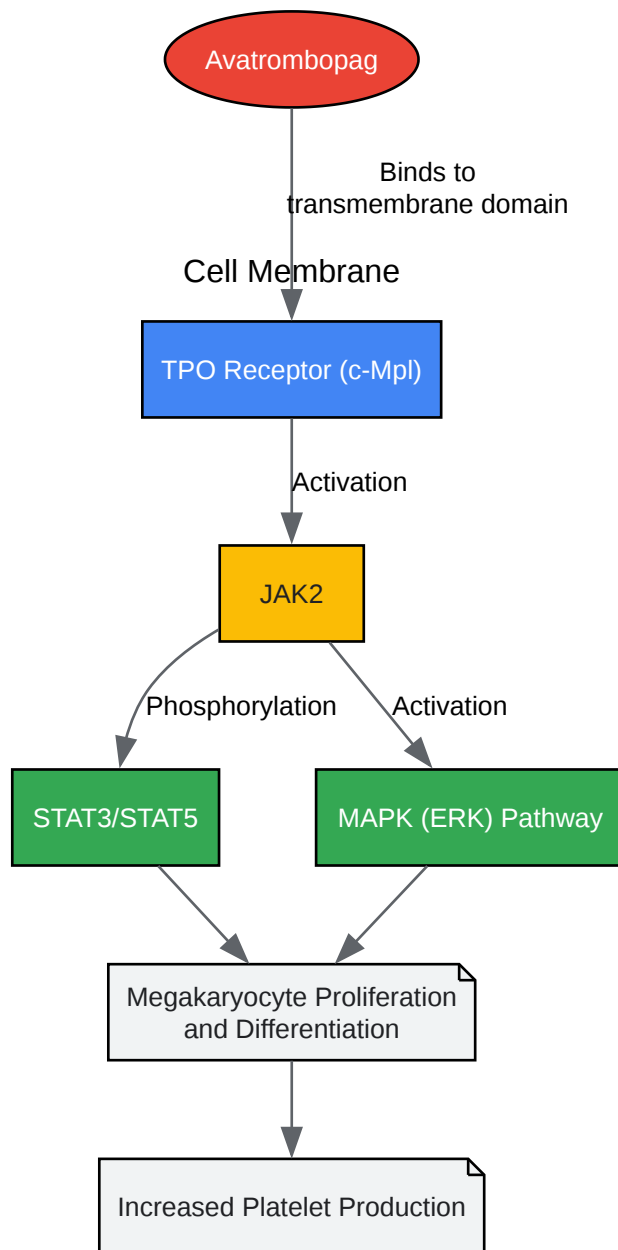 Avatrombopag
Binds to
transmembrane domain
Cell Membrane
TPO Receptor (c-Mpl)
Activation
JAK2
Phosphorylation
Activation
STAT3/STAT5
MAPK (ERK) Pathway
Megakaryocyte Proliferation
and Differentiation
Increased Platelet Production